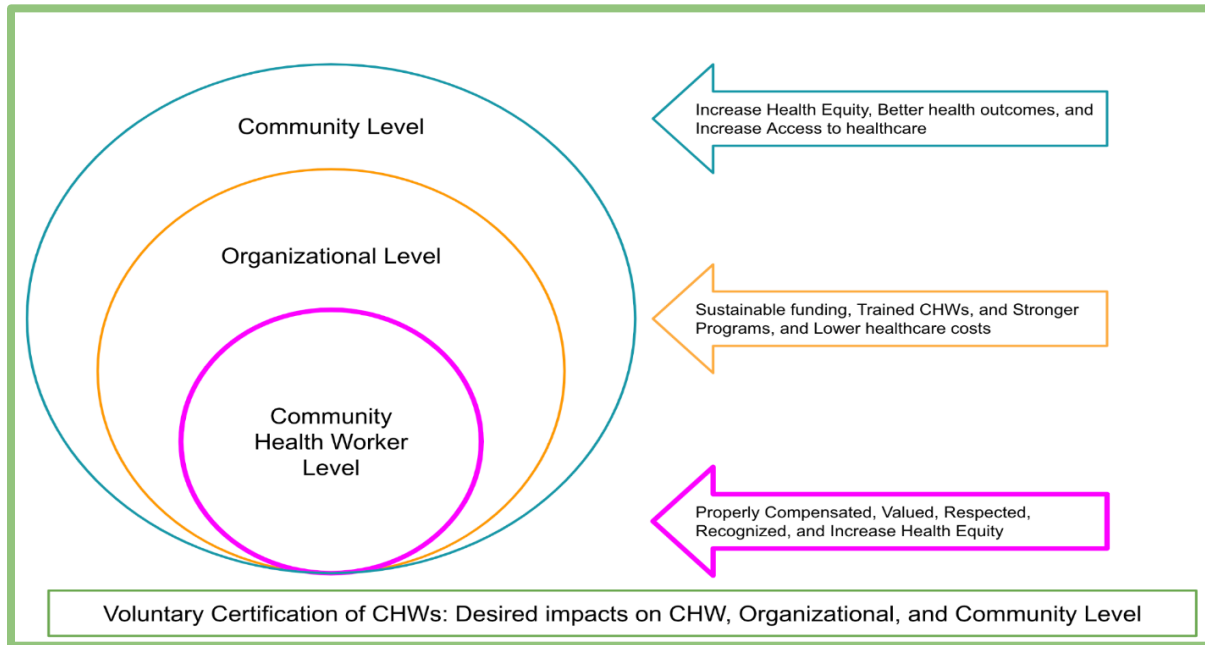 Community Level
Increase Health Equity, Better health outcomes, and
Increase Access to healthcare
Organizational Level
Sustainable funding, Trained CHWs, and Stronger
Programs, and Lower healthcare costs
Community
Health Worker
Level
Properly Compensated, Valued, Respected,
Recognized, and Increase Health Equity
Voluntary Certification of CHWs: Desired impacts on CHW, Organizational, and Community Level